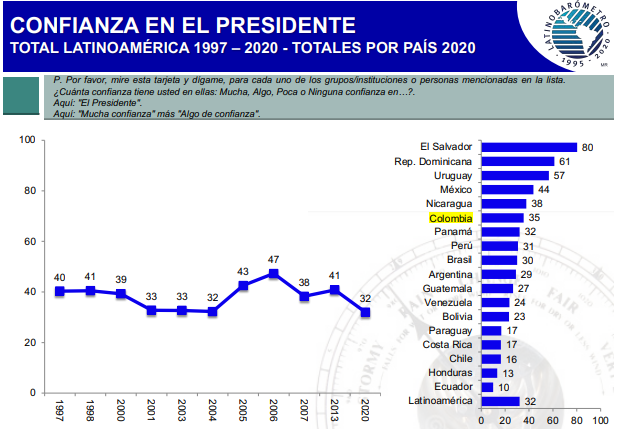 CONFIANZA EN EL PRESIDENTE
TOTAL LATINOAMÉRICA 1997 – 2020 - TOTALES POR PAÍS 2020
LATINOBARÓMETRO
- 1995 - 2020 -
MR
P. Por favor, mire esta tarjeta y dígame, para cada uno de los grupos/instituciones o personas mencionadas en la lista.
¿Cuánta confianza tiene usted en ellas: Mucha, Algo, Poca o Ninguna confianza en…?.
Aquí: "El Presidente".
Aquí: "Mucha confianza" más "Algo de confianza".
100
80
60
40
20
0
40 41 39 33 33 32 43 47 38 41 32
1997 1998 2000 2001 2003 2004 2005 2006 2007 2013 2020
El Salvador 80
Rep. Dominicana 61
Uruguay 57
México 44
Nicaragua 38
Colombia 35
Panamá 32
Perú 31
Brasil 30
Argentina 29
Guatemala 27
Venezuela 24
Bolivia 23
Paraguay 17
Costa Rica 17
Chile 16
Honduras 13
Ecuador 10
Latinoamérica 32
0 20 40 60 80 100
STORMY
FAIR
VERY